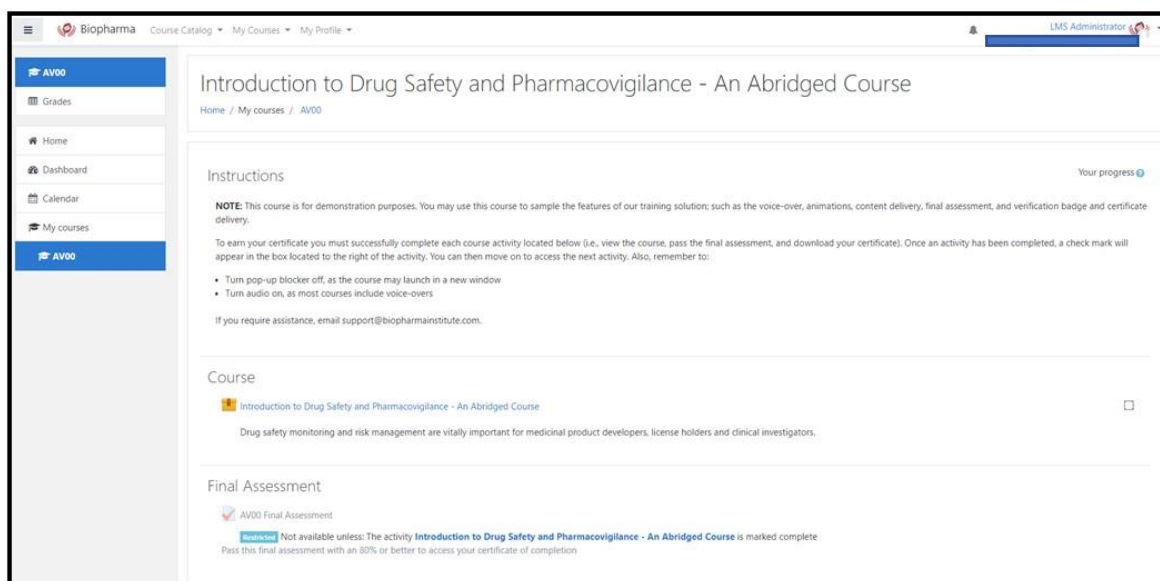 Biopharma Course Catalog My Courses My Profile LMS Administrator
AV00
Grades
Home
Dashboard
Calendar
My courses
AV00
Introduction to Drug Safety and Pharmacovigilance - An Abridged Course
Home / My courses / AV00
Instructions
Your progress
NOTE: This course is for demonstration purposes. You may use this course to sample the features of our training solution; such as the voice-over, animations, content delivery, final assessment, and verification badge and certificate
delivery.
To earn your certificate you must successfully complete each course activity located below (i.e., view the course, pass the final assessment, and download your certificate). Once an activity has been completed, a check mark will
appear in the box located to the right of the activity. You can then move on to access the next activity. Also, remember to:
• Turn pop-up blocker off, as the course may launch in a new window
• Turn audio on, as most courses include voice-overs
If you require assistance, email support@biopharmainstitute.com.
Course
Introduction to Drug Safety and Pharmacovigilance - An Abridged Course
Drug safety monitoring and risk management are vitally important for medicinal product developers, license holders and clinical investigators.
Final Assessment
AV00 Final Assessment
Restricted Not available unless: The activity Introduction to Drug Safety and Pharmacovigilance - An Abridged Course is marked complete
Pass this final assessment with an 80% or better to access your certificate of completion